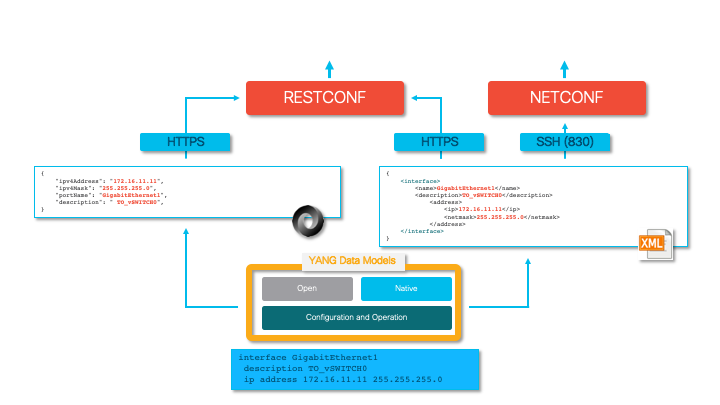 RESTCONF
NETCONF
HTTPS
HTTPS
SSH (830)
{
"ipv4Address": "172.16.11.11",
"ipv4Mask": "255.255.255.0",
"portName": "GigabitEthernet1",
"description": " TO_vSWITCH0"
}
{
<interface>
<name>GigabitEthernet1</name>
<description>TO_vSWITCH0</description>
<address>
<ip>172.16.11.11</ip>
<netmask>255.255.255.0</netmask>
</address>
</interface>
}
XML
YANG Data Models
Open
Native
Configuration and Operation
interface GigabitEthernet1
description TO_vSWITCH0
ip address 172.16.11.11 255.255.255.0